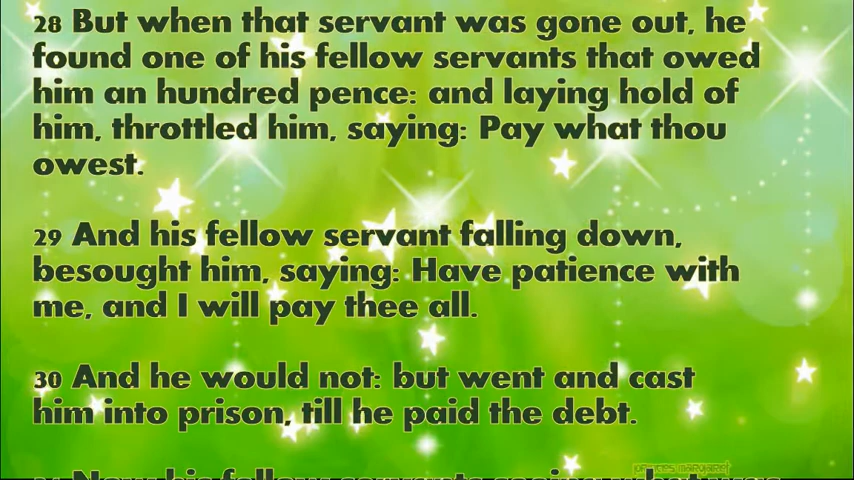 28 But when that servant was gone out, he
found one of his fellow servants that owed
him an hundred pence: and laying hold of
him, throttled him, saying: Pay what thou
owest.
29 And his fellow servant falling down,
besought him, saying: Have patience with
me, and I will pay thee all.
30 And he would not: but went and cast
him into prison, till he paid the debt.